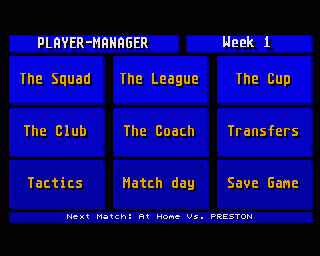 PLAYER-MANAGER Week 1
The Squad The League The Cup
The Club The Coach Transfers
Tactics Match day Save Game
Next Match: At Home Vs. PRESTON